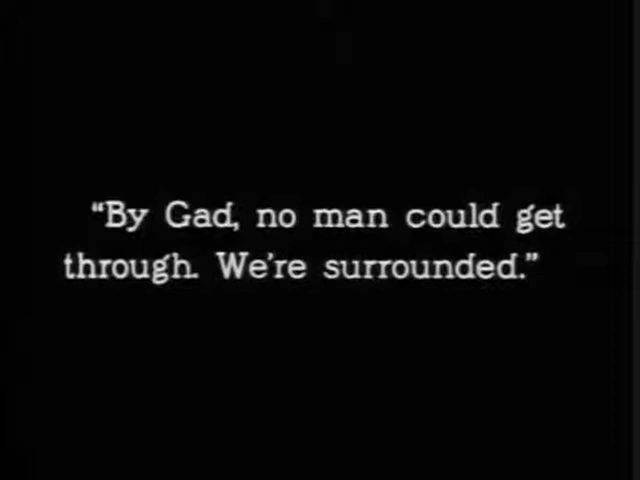 “By Gad, no man could get
through. We're surrounded.”